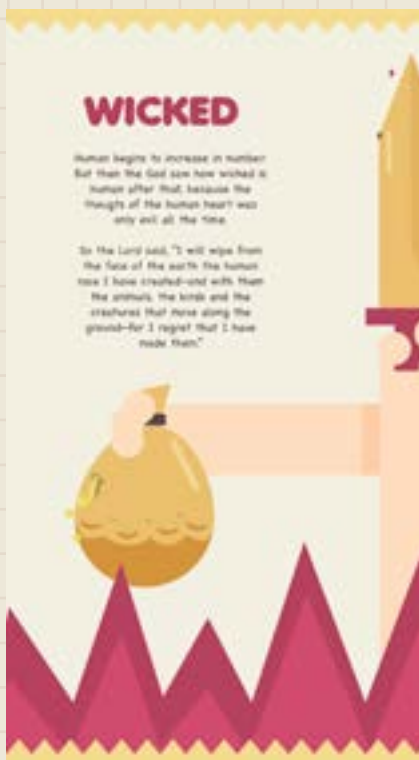 WICKED
Human begins to increase in number.
But then the God saw how wicked is
human after that, because the
thougts of the human heart was
only evil all the time.
So the Lord said, "I will wipe from
the face of the earth the human
race I have created—and with them
the animals, the birds and the
creatures that move along the
ground—for I regret that I have
made them."